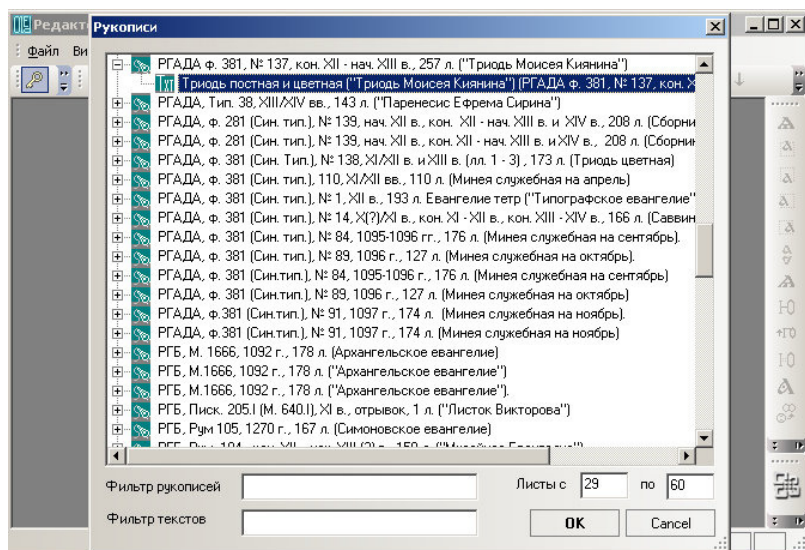 Редакт
Рукописи
Файл Ви
РГАДА ф. 381, № 137, кон. XII - нач. XIII в., 257 л. ("Триодь Моисея Киянина")
Txt Триодь постная и цветная ("Триодь Моисея Киянина") (РГАДА ф. 381, № 137, кон. X
РГАДА, Тип. 38, XIII/XIV вв., 143 л. ("Паренесис Ефрема Сирина")
РГАДА, ф. 281 (Син. тип.), № 139, нач. XII в., кон. XII - нач. XIII в. и XIV в., 208 л. (Сборни
РГАДА, ф. 381 (Син. тип.), № 139, нач. XII в., кон. XII - нач. XIII в. и XIV в., 208 л. (Сборни
РГАДА, ф. 381 (Син. Тип.), № 138, XI/XII в. и XIII в. (лл. 1 - 3) , 173 л. (Триодь цветная)
РГАДА, ф. 381 (Син. тип.), 110, XI/XII вв., 110 л. (Минея служебная на апрель)
РГАДА, ф. 381 (Син. тип.), № 1, XII в., 193 л. Евангелие тетр ("Типографское евангелие"
РГАДА, ф. 381 (Син. тип.), № 14, X(?)/XI в., кон. XI - XII в., кон. XIII - XIV в., 166 л. (Саввин
РГАДА, ф. 381 (Син. тип.), № 84, 1095-1096 гг., 176 л. (Минея служебная на сентябрь).
РГАДА, ф. 381 (Син. тип.), № 89, 1096 г., 127 л. (Минея служебная на октябрь).
РГАДА, ф. 381 (Син.тип.), № 84, 1095-1096 г., 176 л. (Минея служебная на сентябрь)
РГАДА, ф. 381 (Син.тип.), № 89, 1096 г., 127 л. (Минея служебная на октябрь)
РГАДА, ф.381 (Син.тип.), № 91, 1097 г., 174 л. (Минея служебная на ноябрь).
РГАДА, ф.381 (Син.тип.), № 91, 1097 г., 174 л. (Минея служебная на ноябрь)
РГБ, М. 1666, 1092 г., 178 л. (Архангельское евангелие)
РГБ, М.1666, 1092 г., 178 л. ("Архангельское евангелие")
РГБ, М.1666, 1092 г., 178 л. ("Архангельское евангелие").
РГБ, Писк. 205.I (М. 640.I), XI в., отрывок, 1 л. ("Листок Викторова")
РГБ, Рум 105, 1270 г., 167 л. (Симоновское евангелие)
Фильтр рукописей
Листы с 29 по 60
Фильтр текстов
OK Cancel